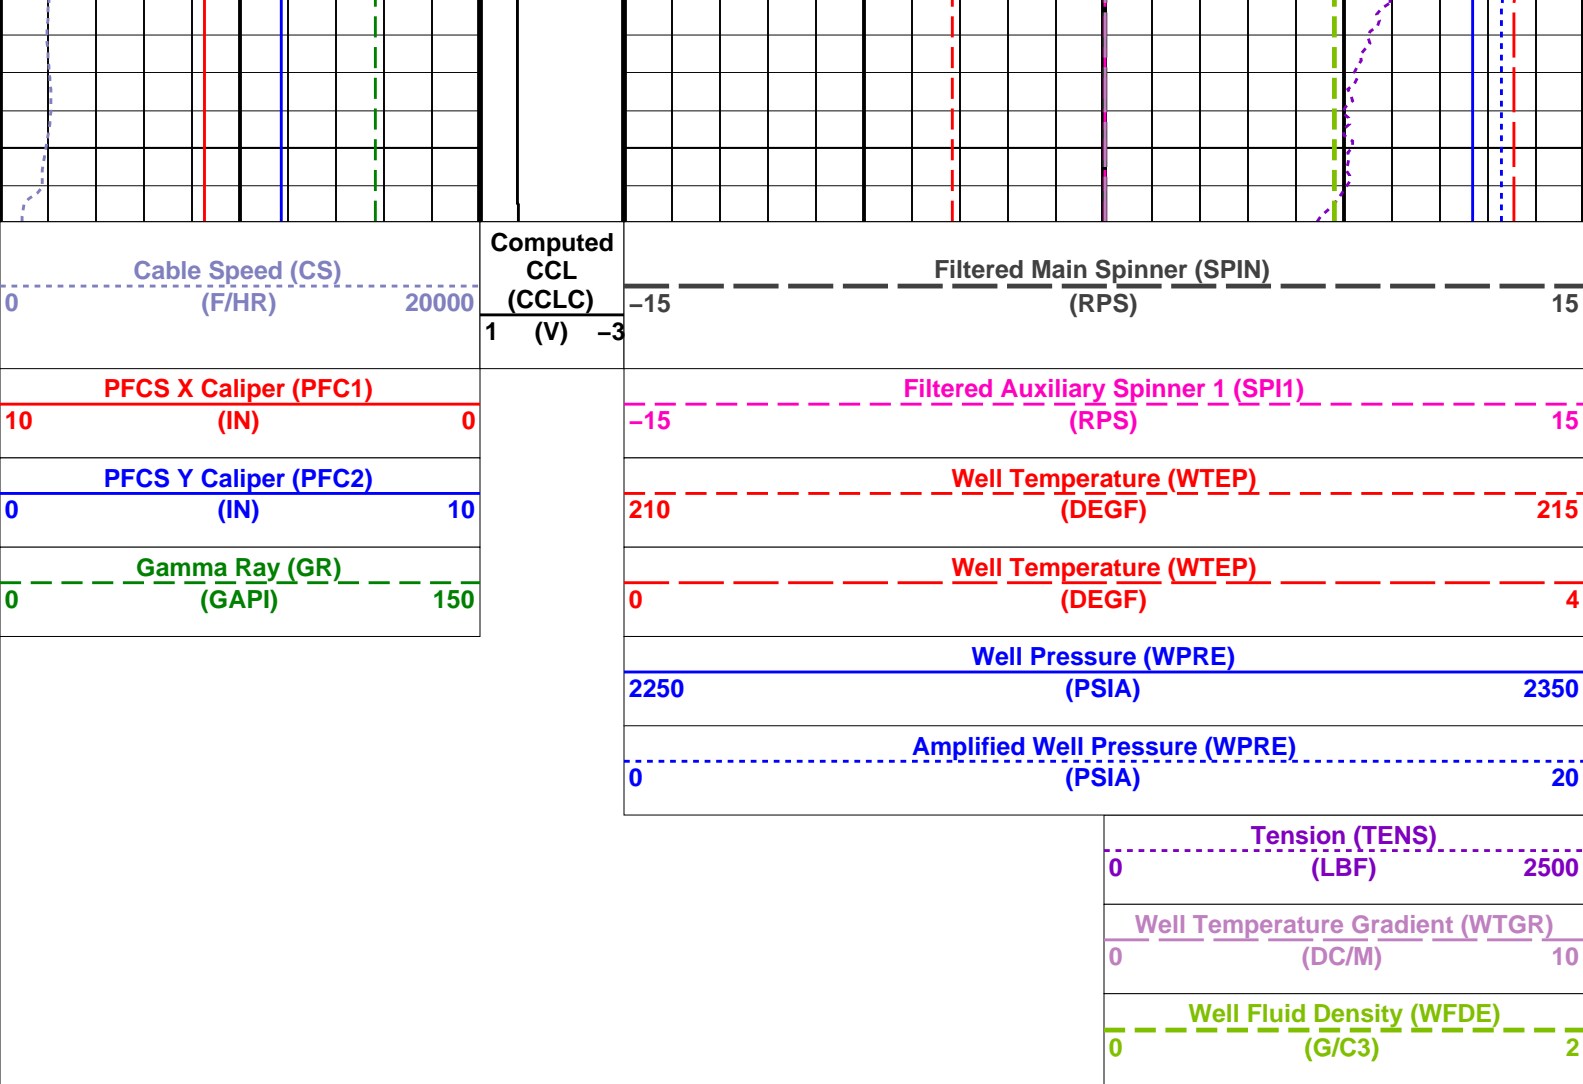 Cable Speed (CS)
0 (F/HR) 20000
Computed
CCL
(CCLC)
1 (V) −3
Filtered Main Spinner (SPIN)
−15 (RPS) 15
PFCS X Caliper (PFC1)
10 (IN) 0
Filtered Auxiliary Spinner 1 (SPI1)
−15 (RPS) 15
PFCS Y Caliper (PFC2)
0 (IN) 10
Well Temperature (WTEP)
210 (DEGF) 215
Gamma Ray (GR)
0 (GAPI) 150
Well Temperature (WTEP)
0 (DEGF) 4
Well Pressure (WPRE)
2250 (PSIA) 2350
Amplified Well Pressure (WPRE)
0 (PSIA) 20
Tension (TENS)
0 (LBF) 2500
Well Temperature Gradient (WTGR)
0 (DC/M) 10
Well Fluid Density (WFDE)
0 (G/C3) 2